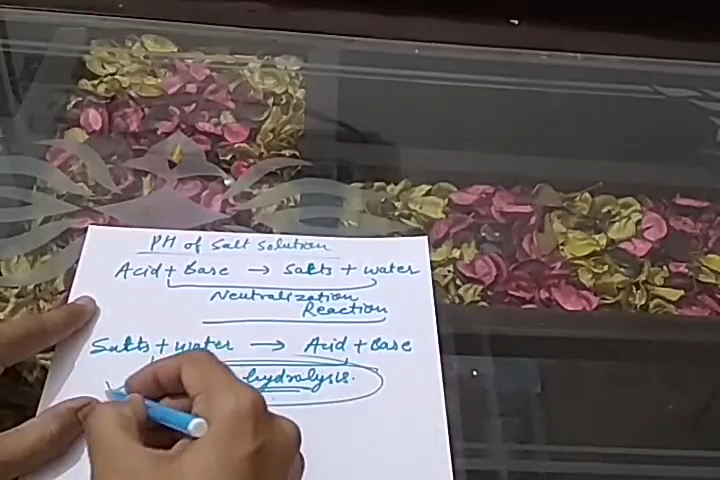 PH of Salt Solution
Acid + Base → Salts + water
Neutralization
Reaction
Salts + water → Acid + Base
hydrolysis.